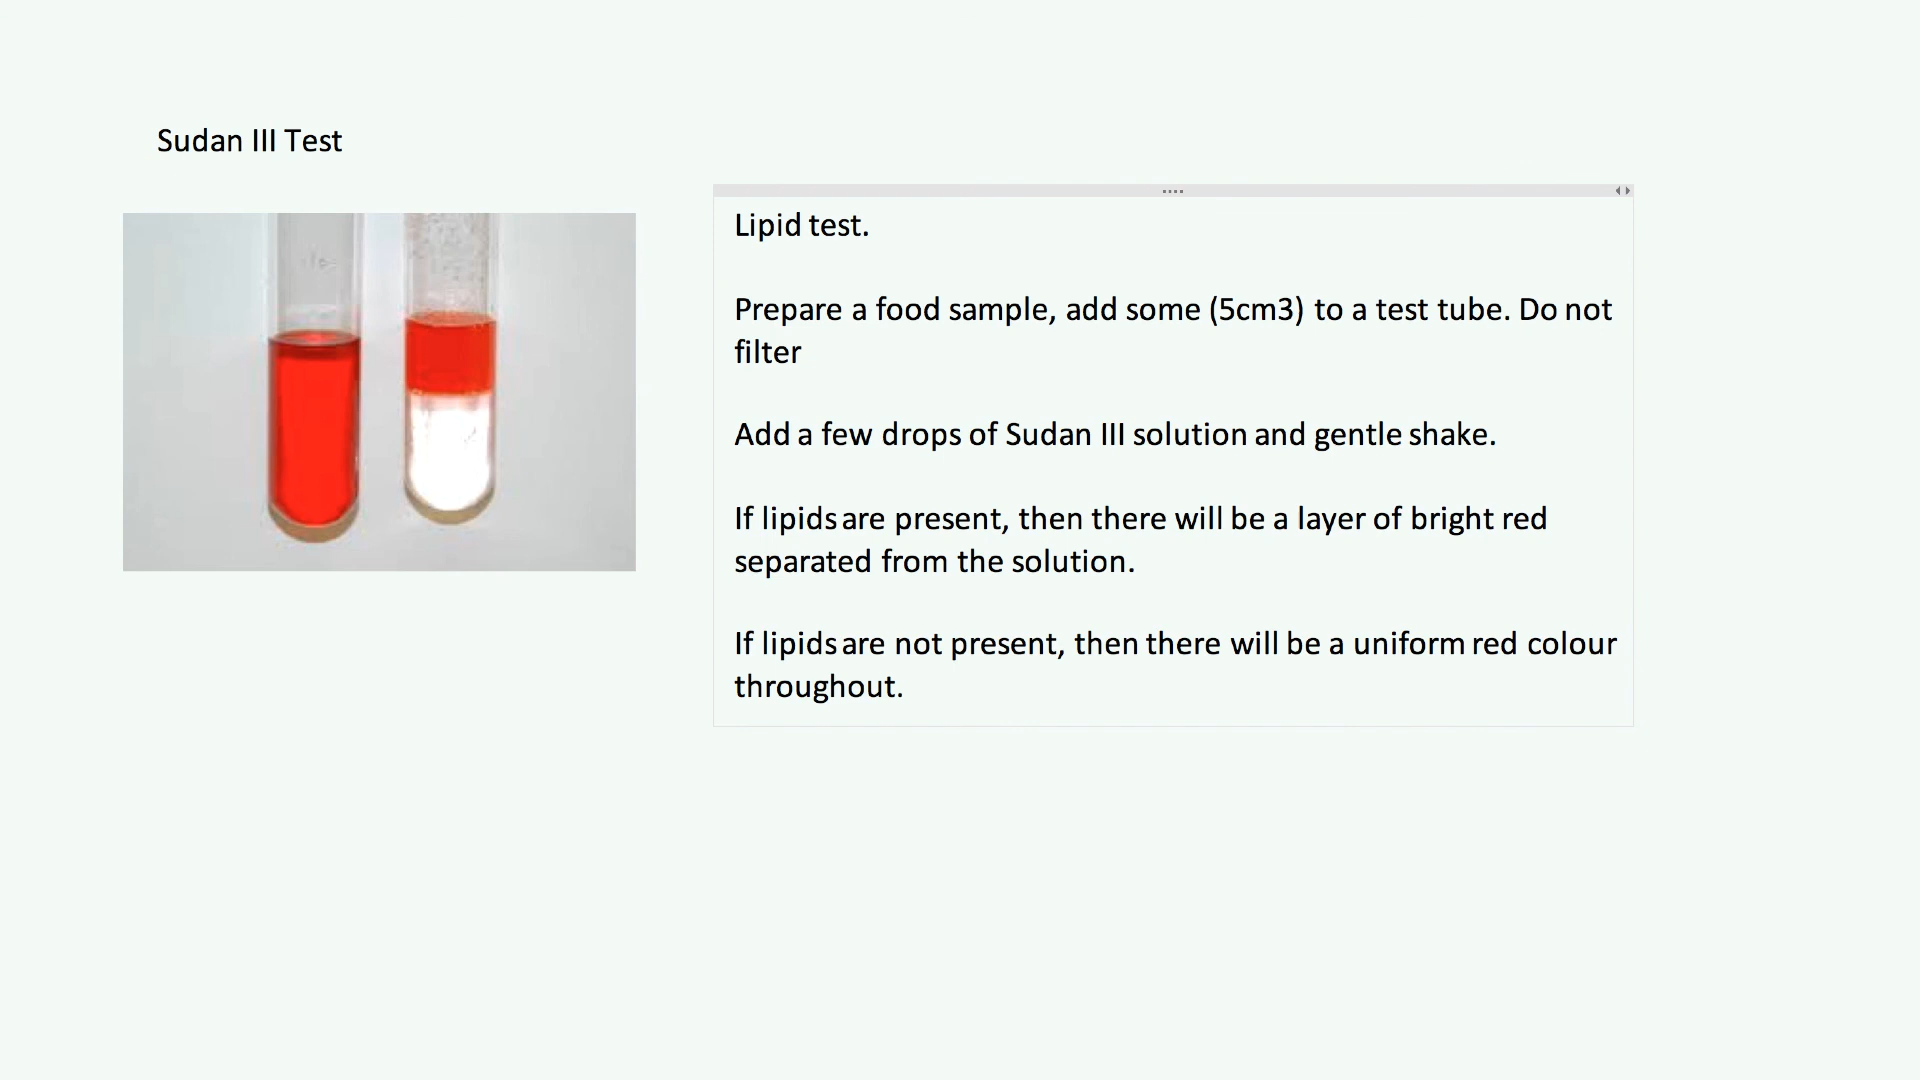 Sudan III Test
Lipid test.
Prepare a food sample, add some (5cm3) to a test tube. Do not
filter
Add a few drops of Sudan III solution and gentle shake.
If lipids are present, then there will be a layer of bright red
separated from the solution.
If lipids are not present, then there will be a uniform red colour
throughout.